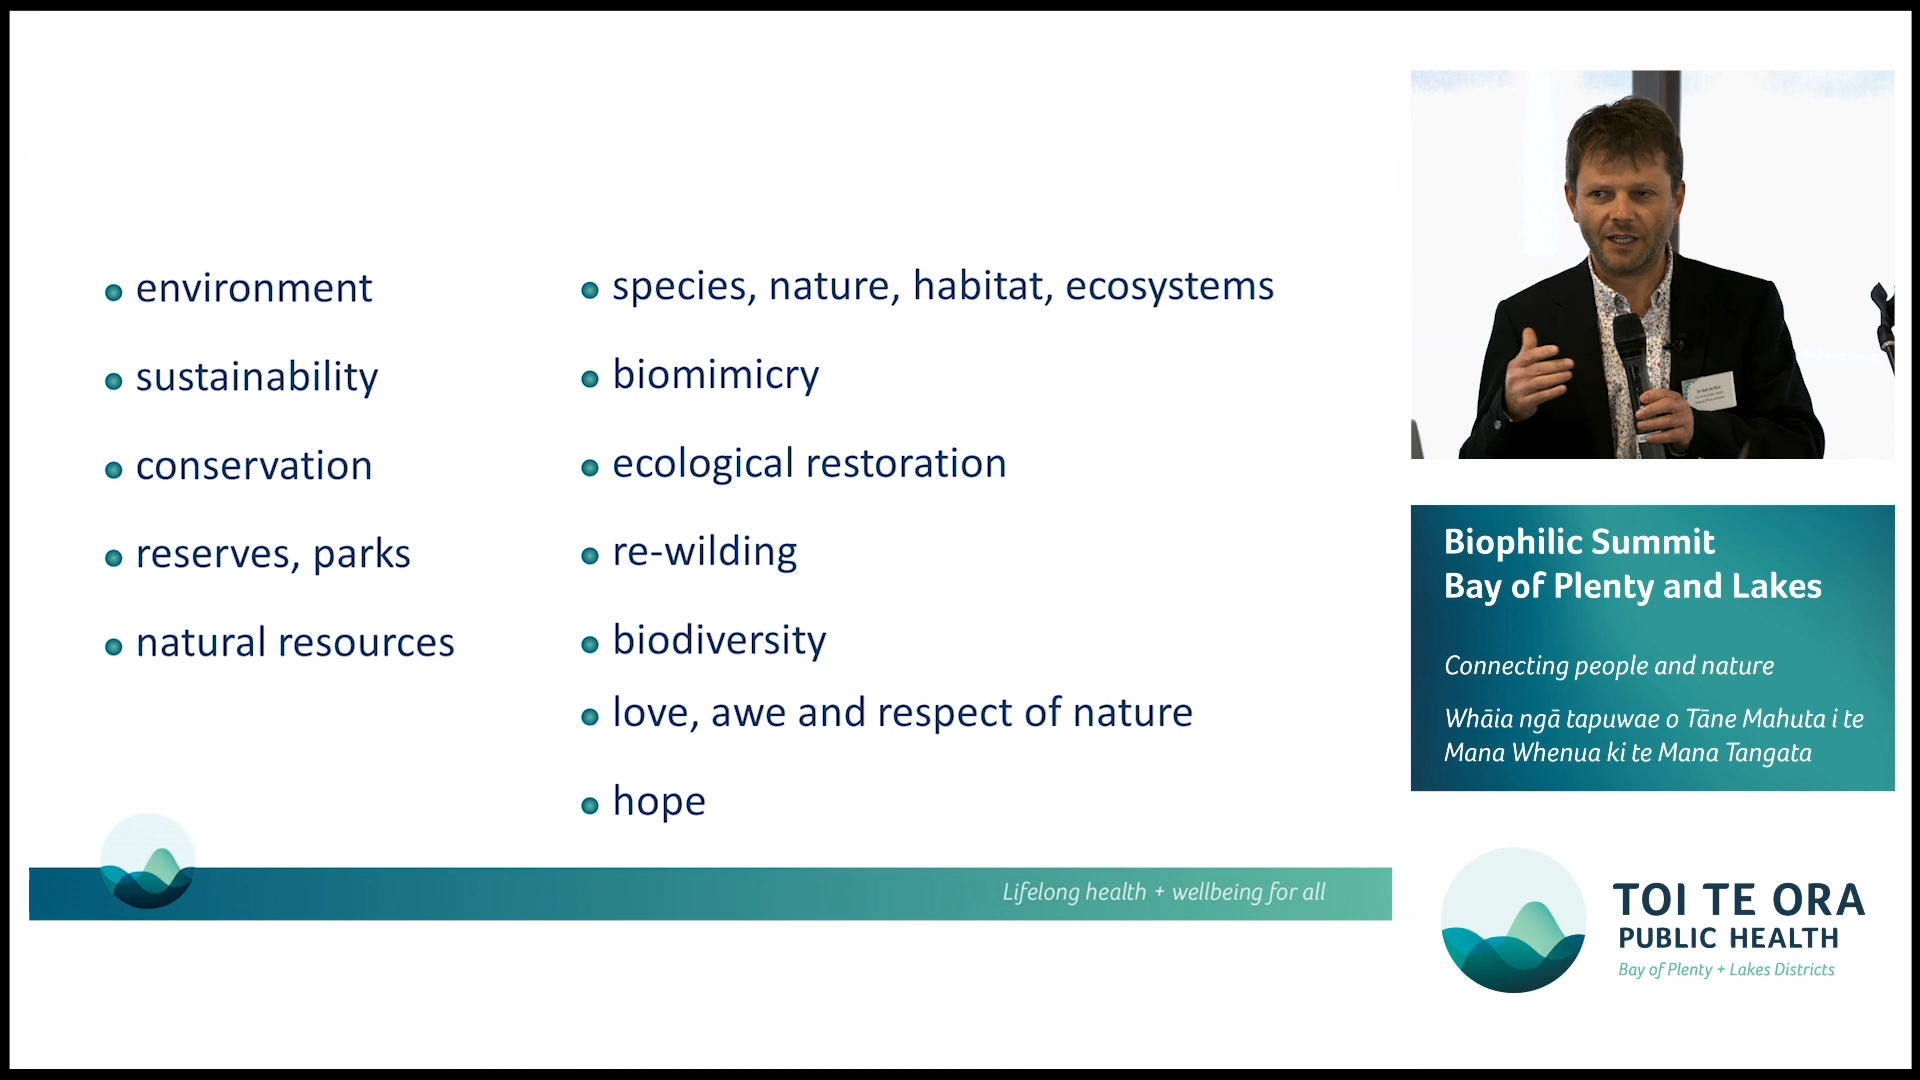 environment
sustainability
conservation
reserves, parks
natural resources
species, nature, habitat, ecosystems
biomimicry
ecological restoration
re-wilding
biodiversity
love, awe and respect of nature
hope
Lifelong health + wellbeing for all
Biophilic Summit
Bay of Plenty and Lakes
Connecting people and nature
Whāia ngā tapuwae o Tāne Mahuta i te
Mana Whenua ki te Mana Tangata
TOI TE ORA
PUBLIC HEALTH
Bay of Plenty + Lakes Districts